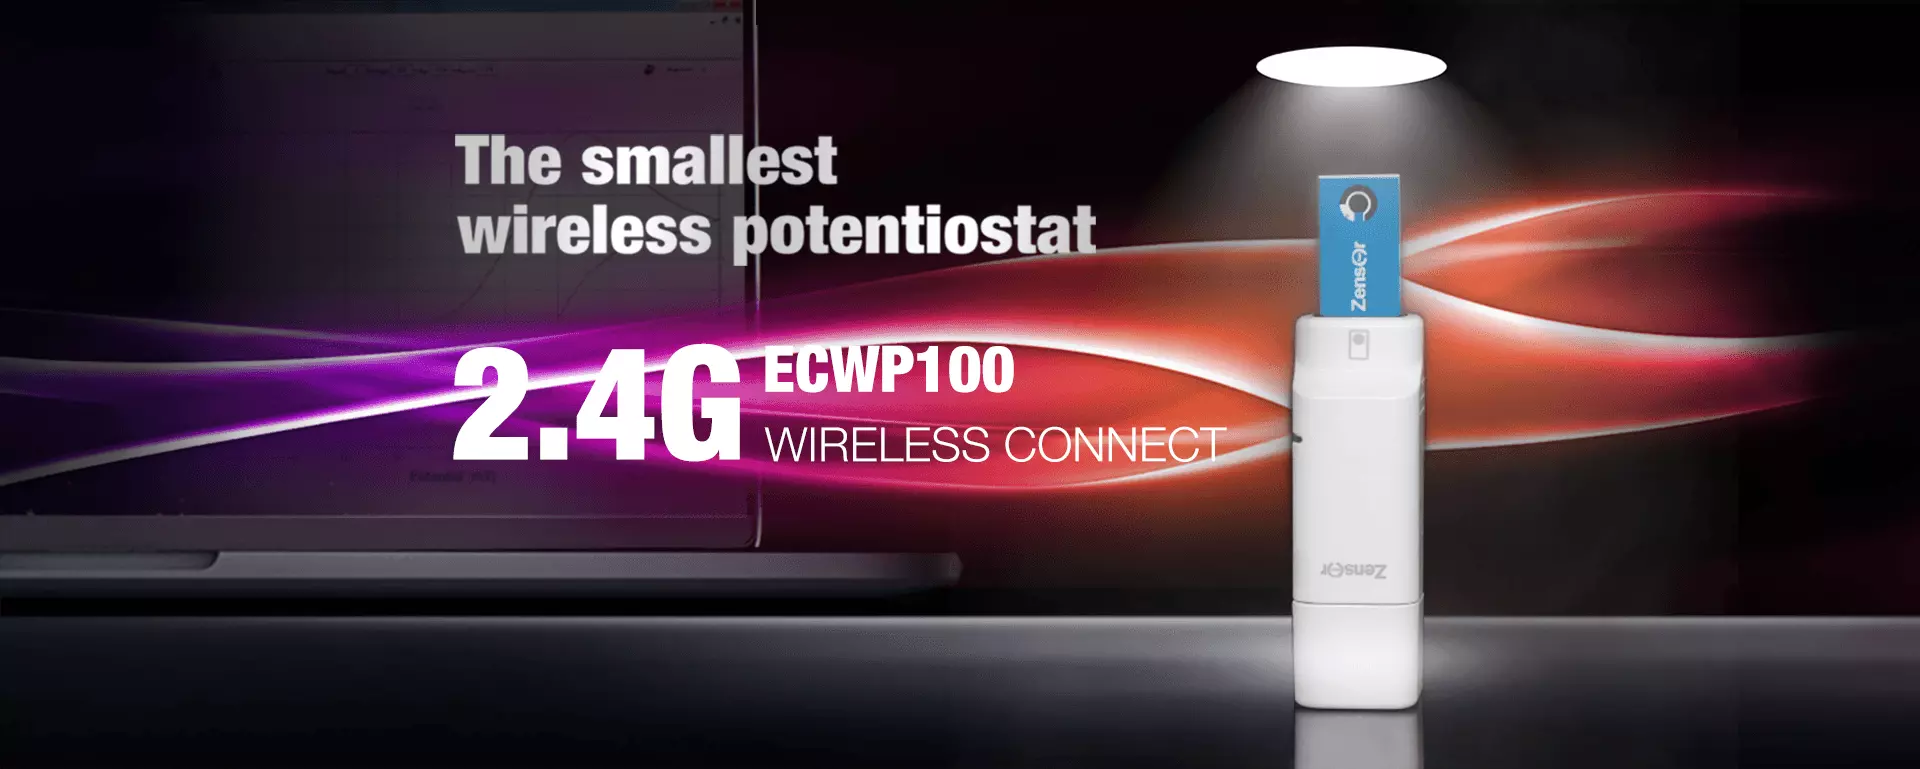 The smallest
wireless potentiostat
2.4G
ECWP100
WIRELESS CONNECT
Zensor
Zensor